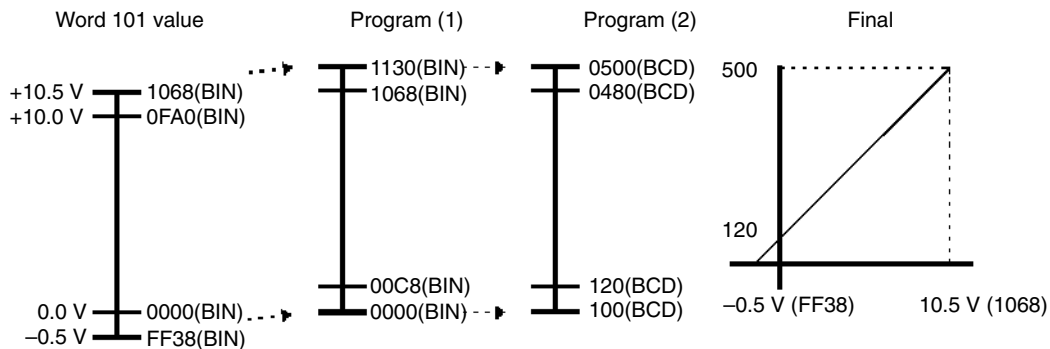 Word 101 value
Program (1)
Program (2)
Final
+10.5 V
1068(BIN)
+10.0 V
0FA0(BIN)
0.0 V
0000(BIN)
−0.5 V
FF38(BIN)
1130(BIN)
1068(BIN)
00C8(BIN)
0000(BIN)
0500(BCD)
0480(BCD)
120(BCD)
100(BCD)
500
120
−0.5 V (FF38)
10.5 V (1068)